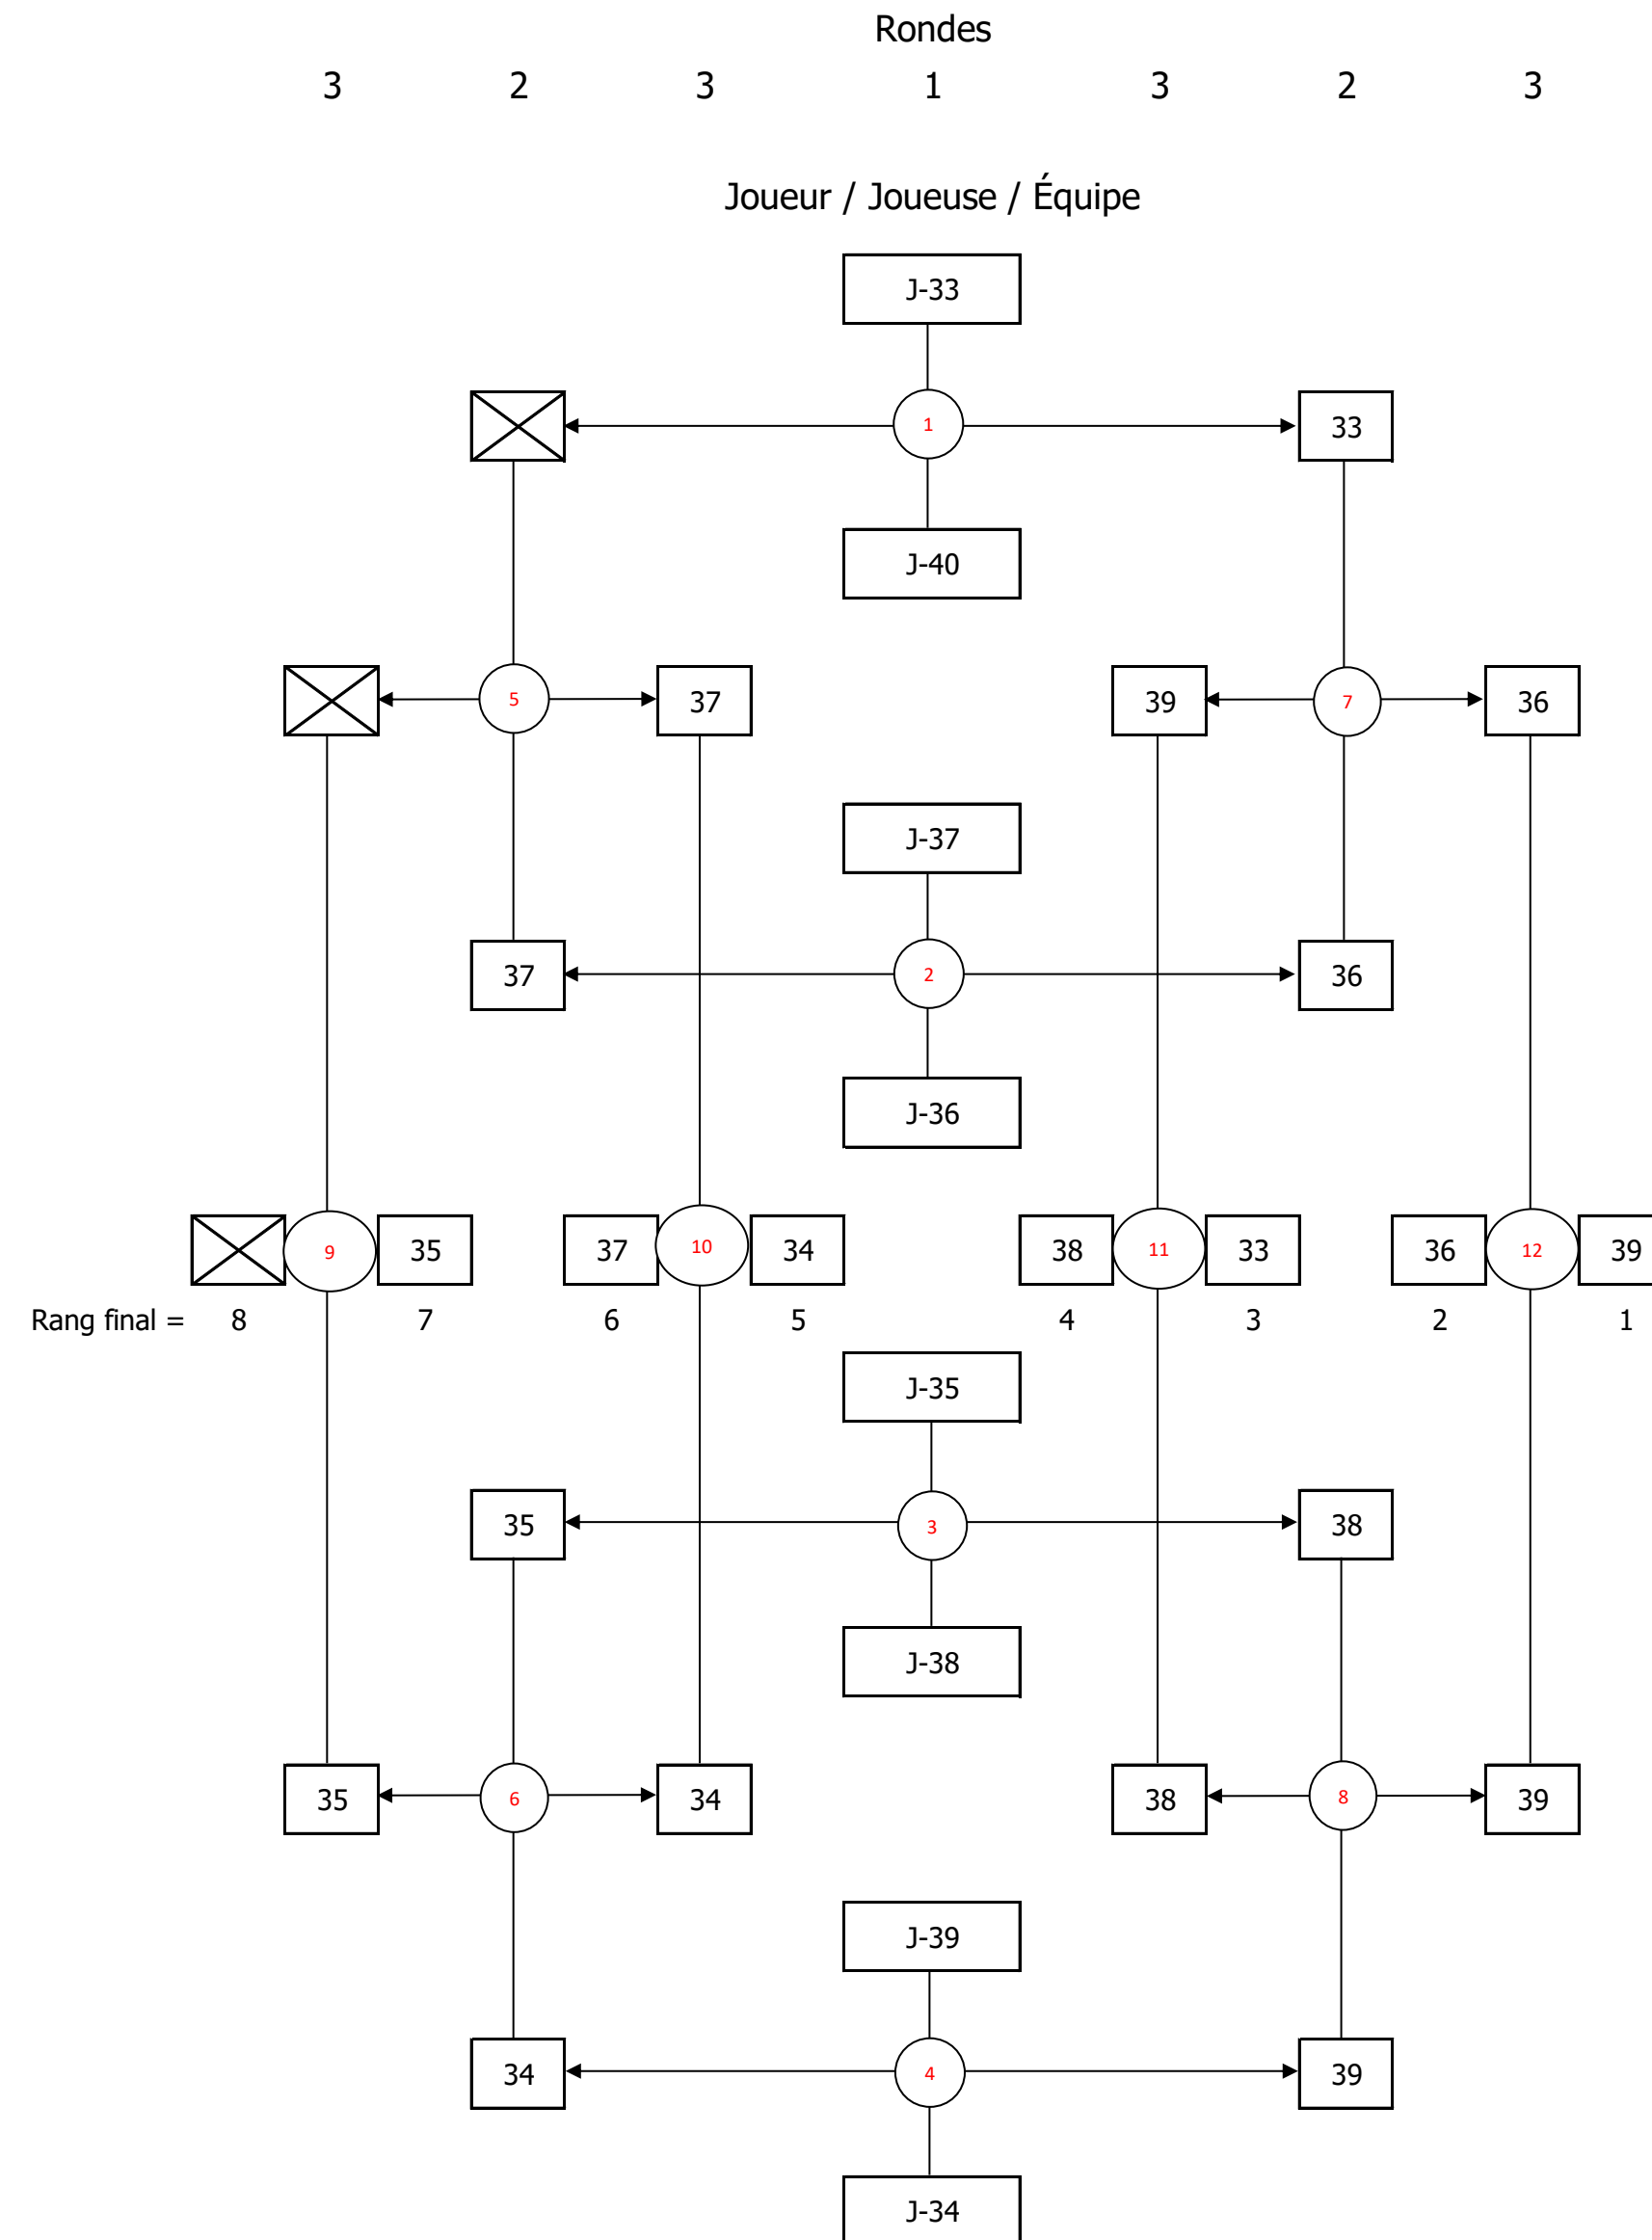 Rondes
3 2 3 1 3 2 3
Joueur / Joueuse / Équipe
J-33
1 33
J-40
5 37 39 7 36
J-37
37 2 36
J-36
9 35 37 10 34 38 11 33 36 12 39
Rang final = 8 7 6 5 4 3 2 1
J-35
35 3 38
J-38
35 6 34 38 8 39
J-39
34 4 39
J-34